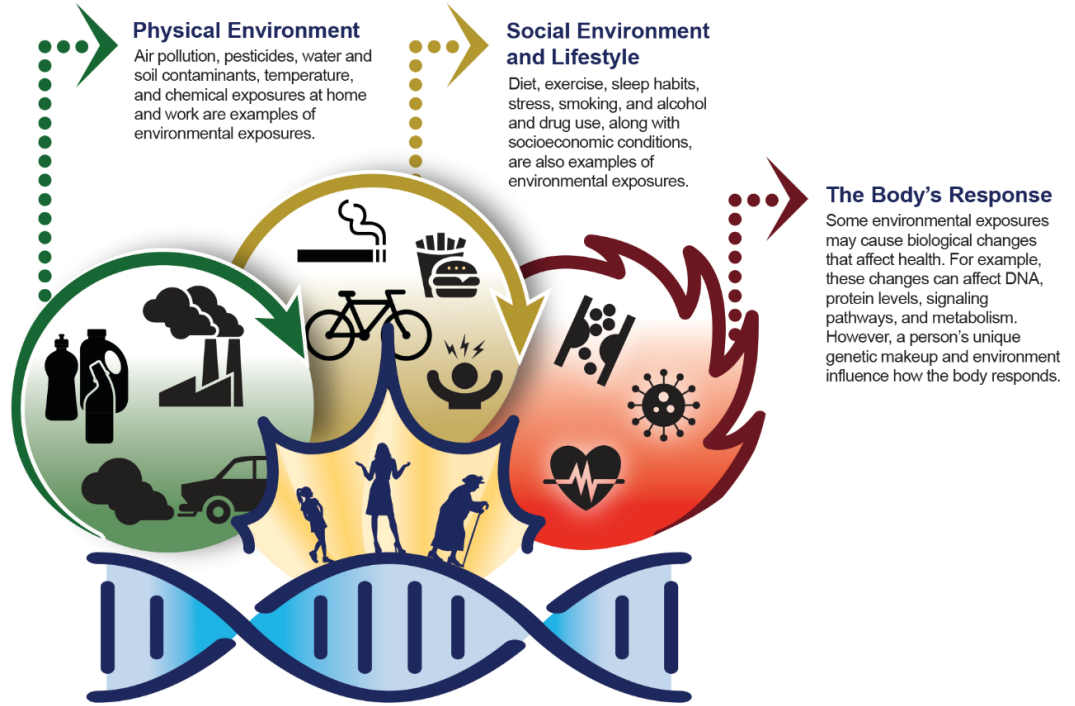 Physical Environment
Air pollution, pesticides, water and
soil contaminants, temperature,
and chemical exposures at home
and work are examples of
environmental exposures.
Social Environment
and Lifestyle
Diet, exercise, sleep habits,
stress, smoking, and alcohol
and drug use, along with
socioeconomic conditions,
are also examples of
environmental exposures.
The Body's Response
Some environmental exposures
may cause biological changes
that affect health. For example,
these changes can affect DNA,
protein levels, signaling
pathways, and metabolism.
However, a person's unique
genetic makeup and environment
influence how the body responds.